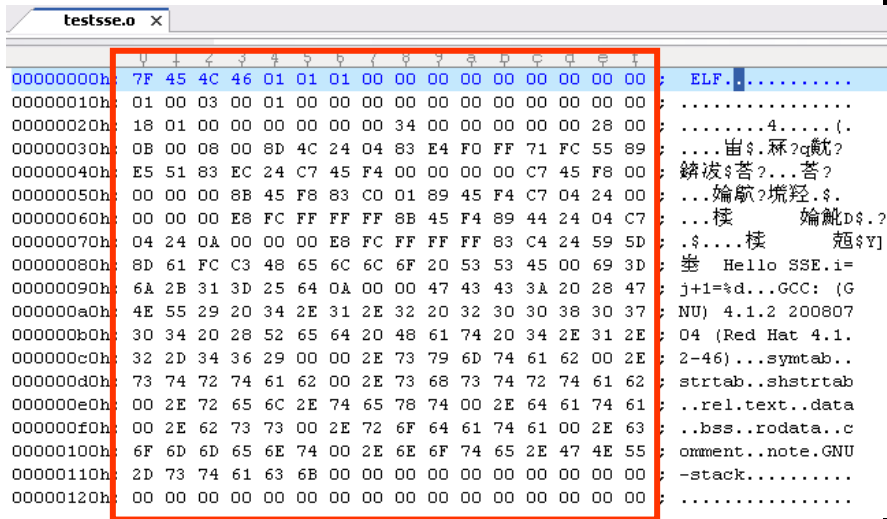 testsse.o ×
0 1 2 3 4 5 6 7 8 9 a b c d e f
00000000h: 7F 45 4C 46 01 01 01 00 00 00 00 00 00 00 00 00 ; ELF............
00000010h: 01 00 03 00 01 00 00 00 00 00 00 00 00 00 00 00 ; ................
00000020h: 18 01 00 00 00 00 00 00 34 00 00 00 00 00 28 00 ; ........4.....(.
00000030h: 0B 00 08 00 8D 4C 24 04 83 E4 F0 FF 71 FC 55 89 ; ....$.?q?
00000040h: E5 51 83 EC 24 C7 45 F4 00 00 00 00 C7 45 F8 00 ; $?...?
00000050h: 00 00 00 8B 45 F8 83 C0 01 89 45 F4 C7 04 24 00 ; ...?.$.
00000060h: 00 00 00 E8 FC FF FF FF 8B 45 F4 89 44 24 04 C7 ; ...D$.?
00000070h: 04 24 0A 00 00 00 E8 FC FF FF FF 83 C4 24 59 5D ; .$....$Y]
00000080h: 8D 61 FC C3 48 65 6C 6C 6F 20 53 53 45 00 69 3D ; Hello SSE.i=
00000090h: 6A 2B 31 3D 25 64 0A 00 00 00 47 43 43 3A 20 28 47 ; j+1=%d...GCC: (G
000000a0h: 4E 55 29 20 34 2E 31 2E 32 20 32 30 30 38 30 37 ; NU) 4.1.2 200807
000000b0h: 30 34 20 28 52 65 64 20 48 61 74 20 34 2E 31 2E ; 04 (Red Hat 4.1.
000000c0h: 32 2D 34 36 29 00 00 2E 73 79 6D 74 61 62 00 2E ; 2-46)...symtab..
000000d0h: 73 74 72 74 61 62 00 2E 73 68 73 74 72 74 61 62 ; strtab..shstrtab
000000e0h: 00 2E 72 65 6C 2E 74 65 78 74 00 2E 64 61 74 61 ; ..rel.text..data
000000f0h: 00 2E 62 73 73 00 2E 72 6F 64 61 74 61 00 2E 63 ; ..bss..rodata..c
00000100h: 6F 6D 6D 65 6E 74 00 2E 6E 6F 74 65 2E 47 4E 55 ; omment..note.GNU
00000110h: 2D 73 74 61 63 6B 00 00 00 00 00 00 00 00 00 00 ; -stack..........
00000120h: 00 00 00 00 00 00 00 00 00 00 00 00 00 00 00 00 ; ................